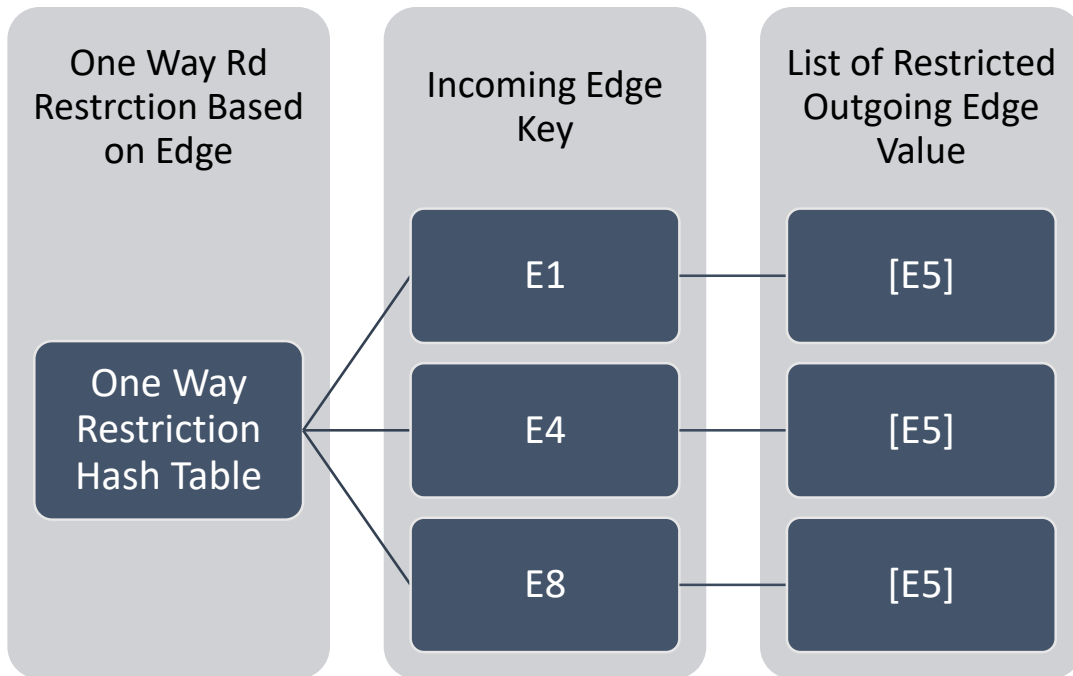 One Way Rd
Restrction Based
on Edge
Incoming Edge
Key
List of Restricted
Outgoing Edge
Value
One Way
Restriction
Hash Table
E1
[E5]
E4
[E5]
E8
[E5]